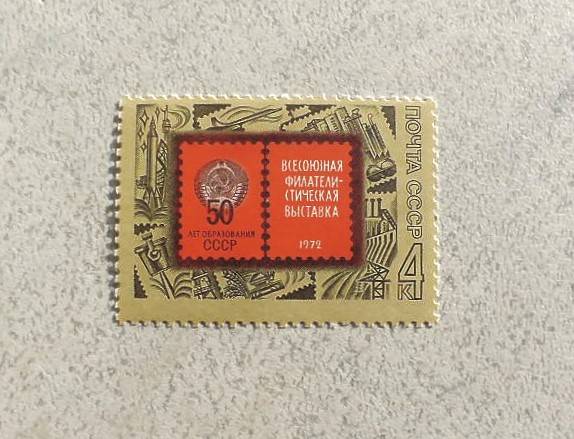 50
ЛЕТ ОБРАЗОВАНИЯ
СССР
ВСЕСОЮЗНАЯ
ФИЛАТЕЛИ-
СТИЧЕСКАЯ
ВЫСТАВКА
1972
ПОЧТА СССР
4
К